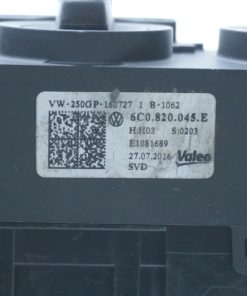 VW-250GP-160727 1 B-1062
6C0.820.045.E
H:H03 S:0203
E1081689
27.07.2016 Valeo
SVD